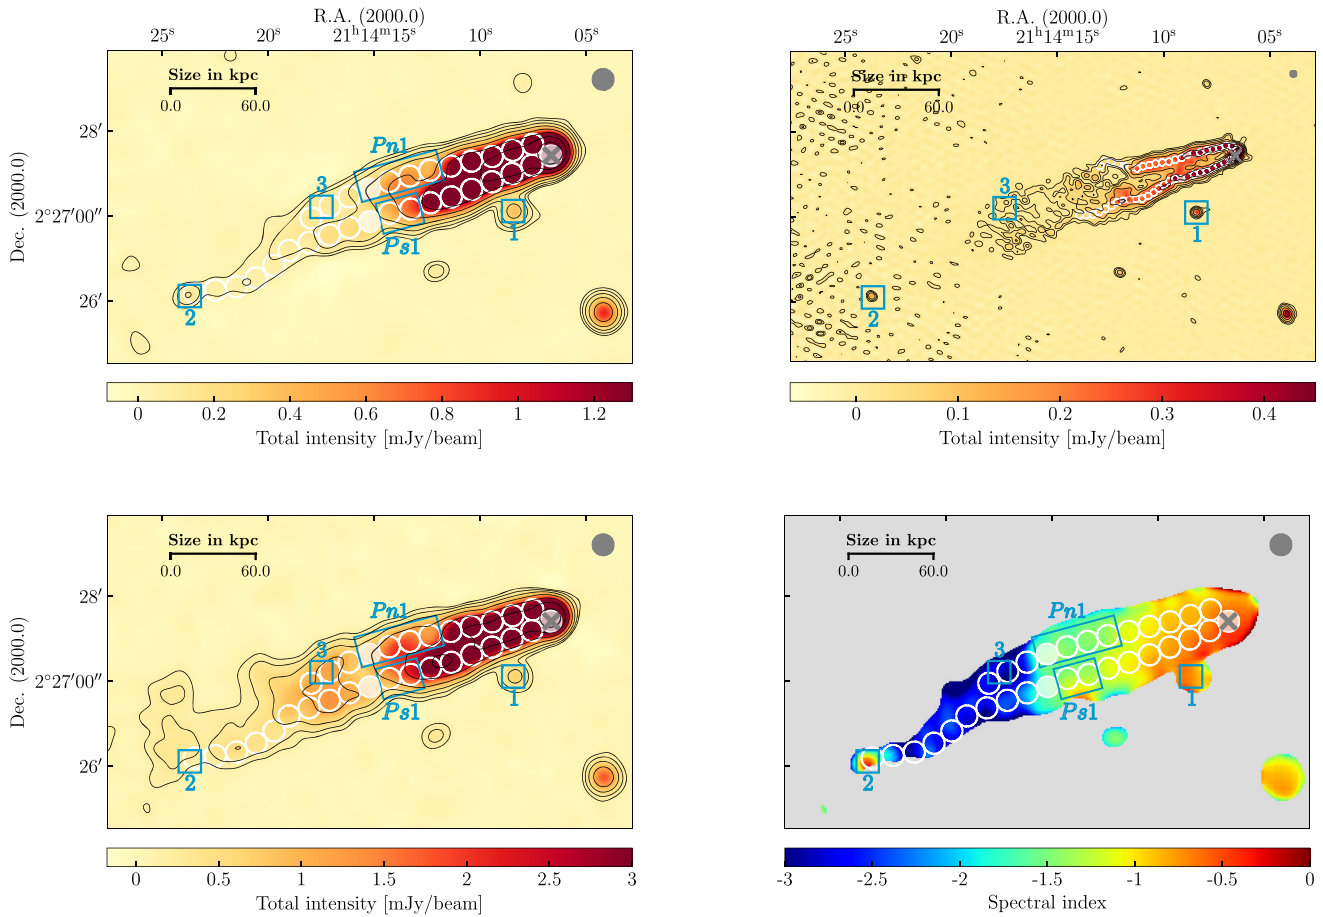 R.A. (2000.0)
25ˢ 20ˢ 21ʰ14ᵐ15ˢ 10ˢ 05ˢ
Size in kpc
0.0 60.0
Dec. (2000.0)
28′
2°27′00″
26′
Pn1
3
Ps1
1
2
0 0.2 0.4 0.6 0.8 1 1.2
Total intensity [mJy/beam]
R.A. (2000.0)
25ˢ 20ˢ 21ʰ14ᵐ15ˢ 10ˢ 05ˢ
Size in kpc
0.0 60.0
3
1
2
0 0.1 0.2 0.3 0.4
Total intensity [mJy/beam]
Size in kpc
0.0 60.0
Dec. (2000.0)
28′
2°27′00″
26′
Pn1
3
Ps1
1
2
0 0.5 1 1.5 2 2.5 3
Total intensity [mJy/beam]
Size in kpc
0.0 60.0
Pn1
3
Ps1
1
2
-3 -2.5 -2 -1.5 -1 -0.5 0
Spectral index